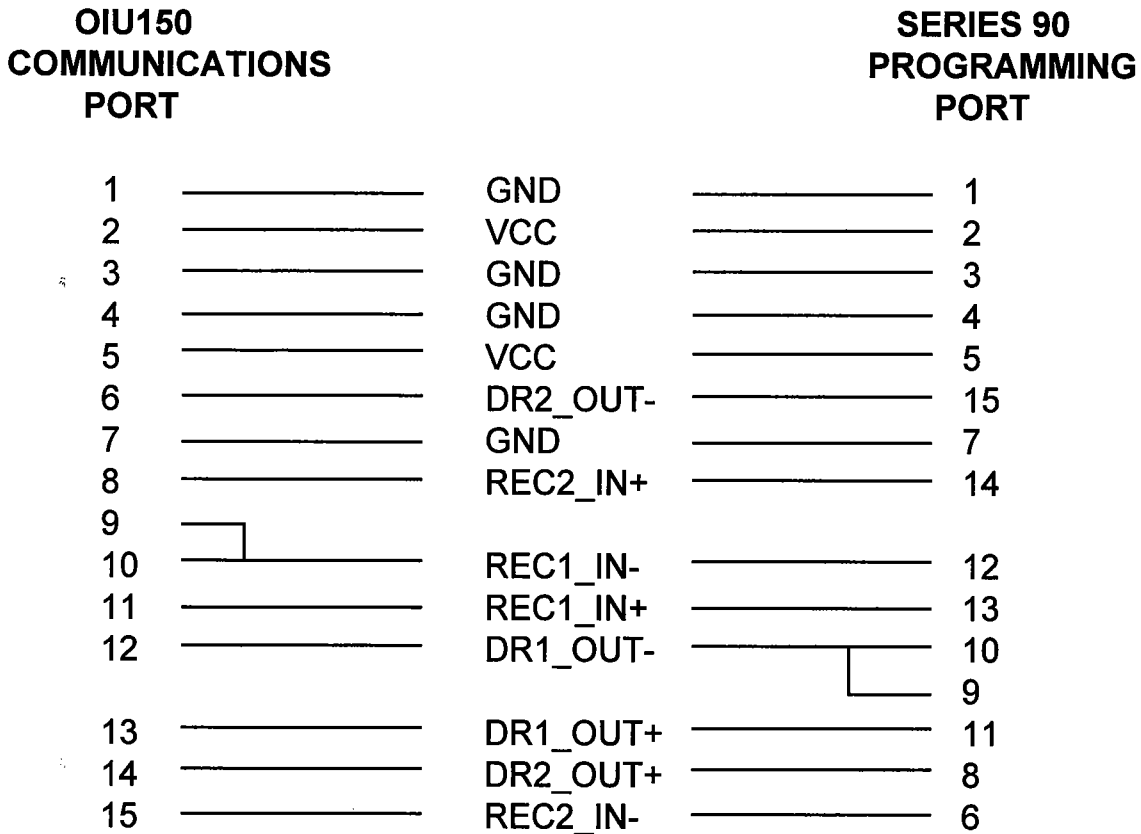 OIU150
COMMUNICATIONS
PORT
SERIES 90
PROGRAMMING
PORT
1 GND 1
2 VCC 2
3 GND 3
4 GND 4
5 VCC 5
6 DR2_OUT- 15
7 GND 7
8 REC2_IN+ 14
9
10 REC1_IN- 12
11 REC1_IN+ 13
12 DR1_OUT- 10
9
13 DR1_OUT+ 11
14 DR2_OUT+ 8
15 REC2_IN- 6